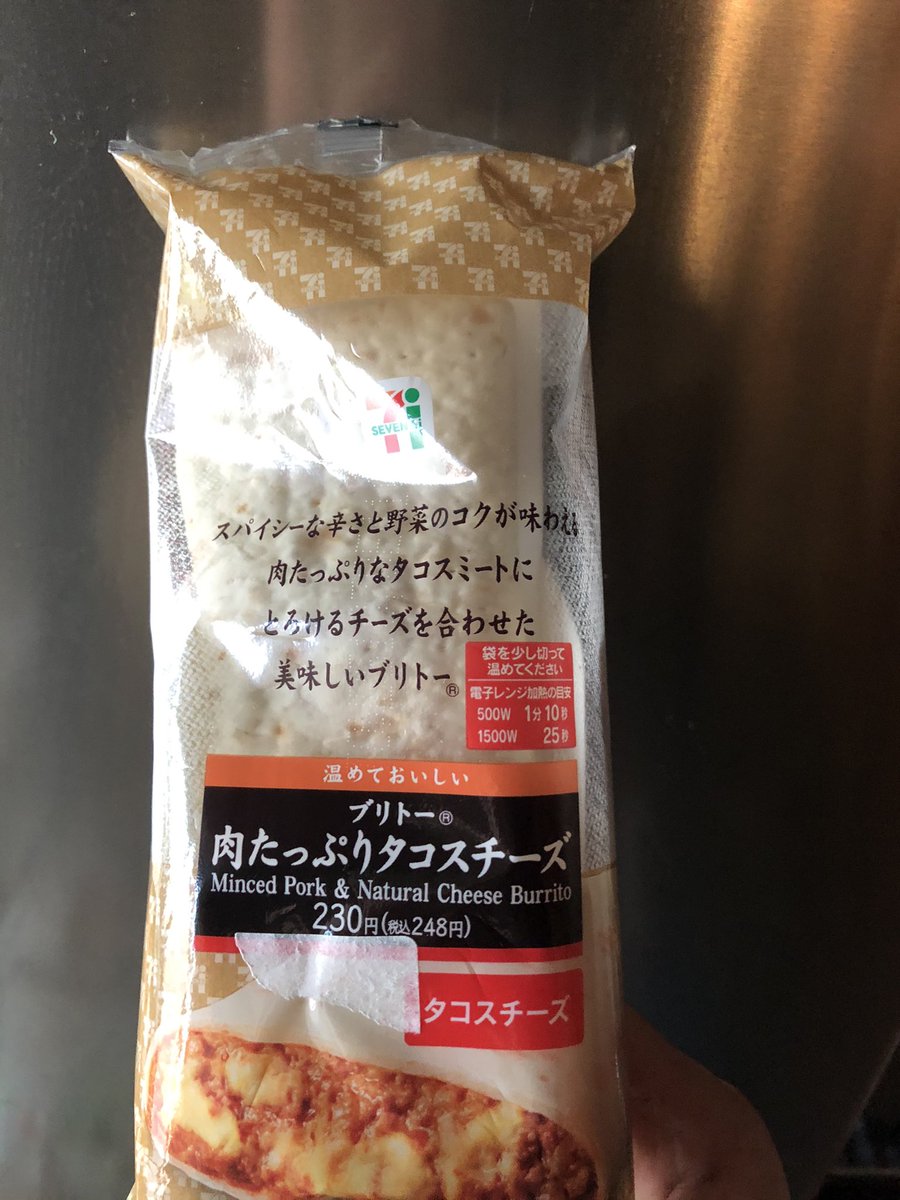 SEVEN
スパイシーな辛さと野菜のコクが味わえる
肉たっぷりなタコスミートに
とろけるチーズを合わせた
美味しいブリトー®
袋を少し切って
温めてください
電子レンジ加熱の目安
500W 1分10秒
1500W 25秒
温めておいしい
ブリトー®
肉たっぷりタコスチーズ
Minced Pork & Natural Cheese Burrito
230円(税込248円)
タコスチーズ